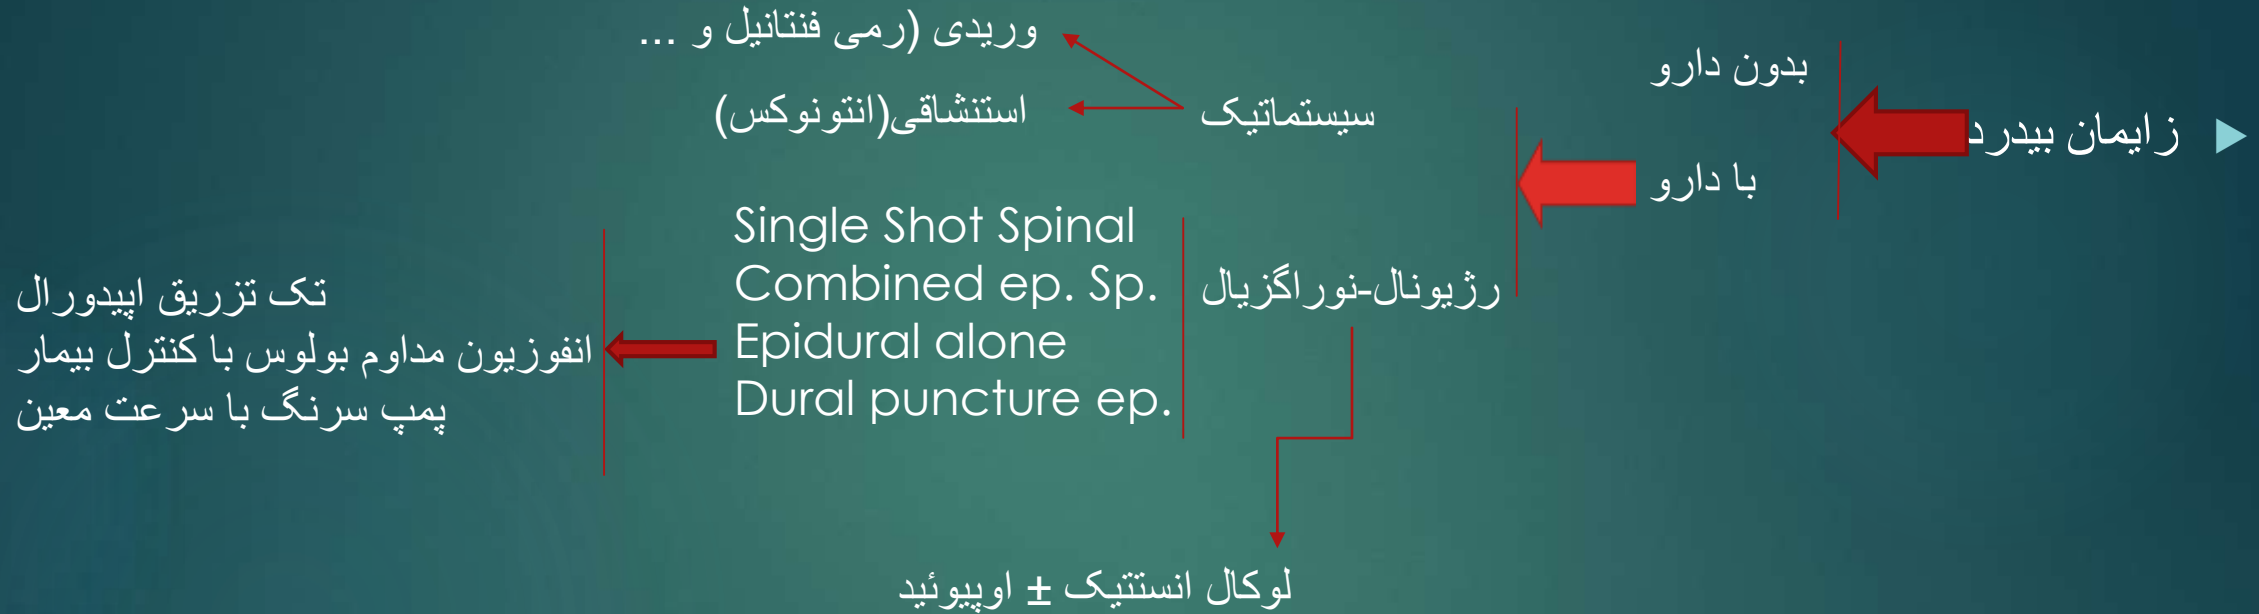 زایمان بیدرد
بدون دارو
با دارو
سیستماتیک
وریدی (رمی فنتانیل و ...
استنشاقی(انتونوکس)
رژیونال-نوراگزیال
Single Shot Spinal
Combined ep. Sp.
Epidural alone
Dural puncture ep.
تک تزریق اپیدورال
انفوزیون مداوم بولوس با کنترل بیمار
پمپ سرنگ با سرعت معین
لوکال انستتیک ± اوپیوئید